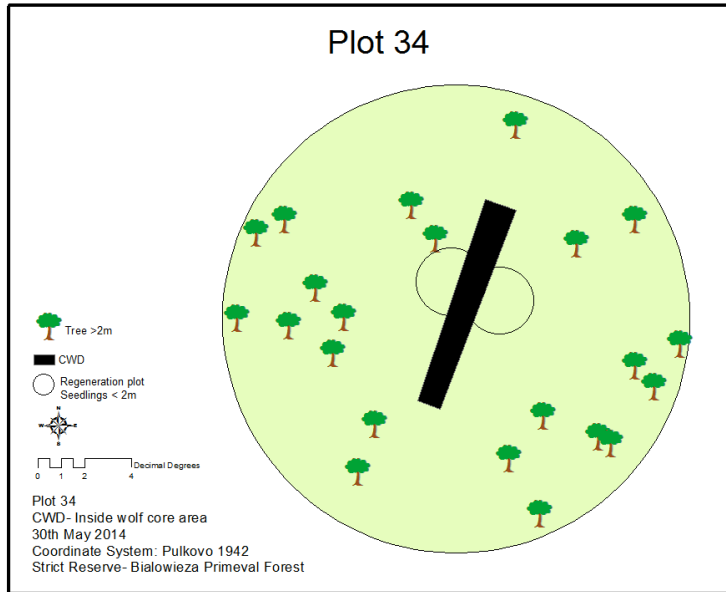 Plot 34
Tree >2m
CWD
Regeneration plot
Seedlings < 2m
N
W E
S
Decimal Degrees
0 1 2 4
Plot 34
CWD- Inside wolf core area
30th May 2014
Coordinate System: Pulkovo 1942
Strict Reserve- Bialowieza Primeval Forest